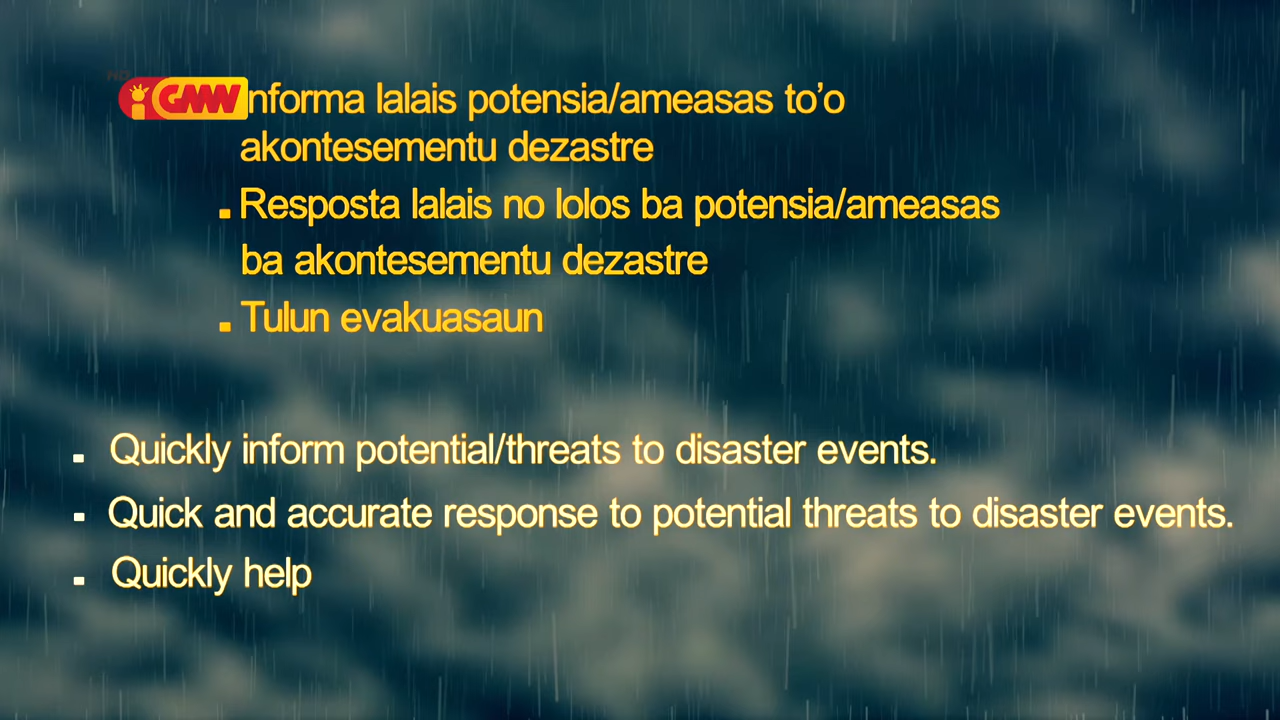 HD
GMN
nforma lalais potensia/ameasas to'o
akontesementu dezastre
Resposta lalais no lolos ba potensia/ameasas
ba akontesementu dezastre
Tulun evakuasaun
Quickly inform potential/threats to disaster events.
Quick and accurate response to potential threats to disaster events.
Quickly help